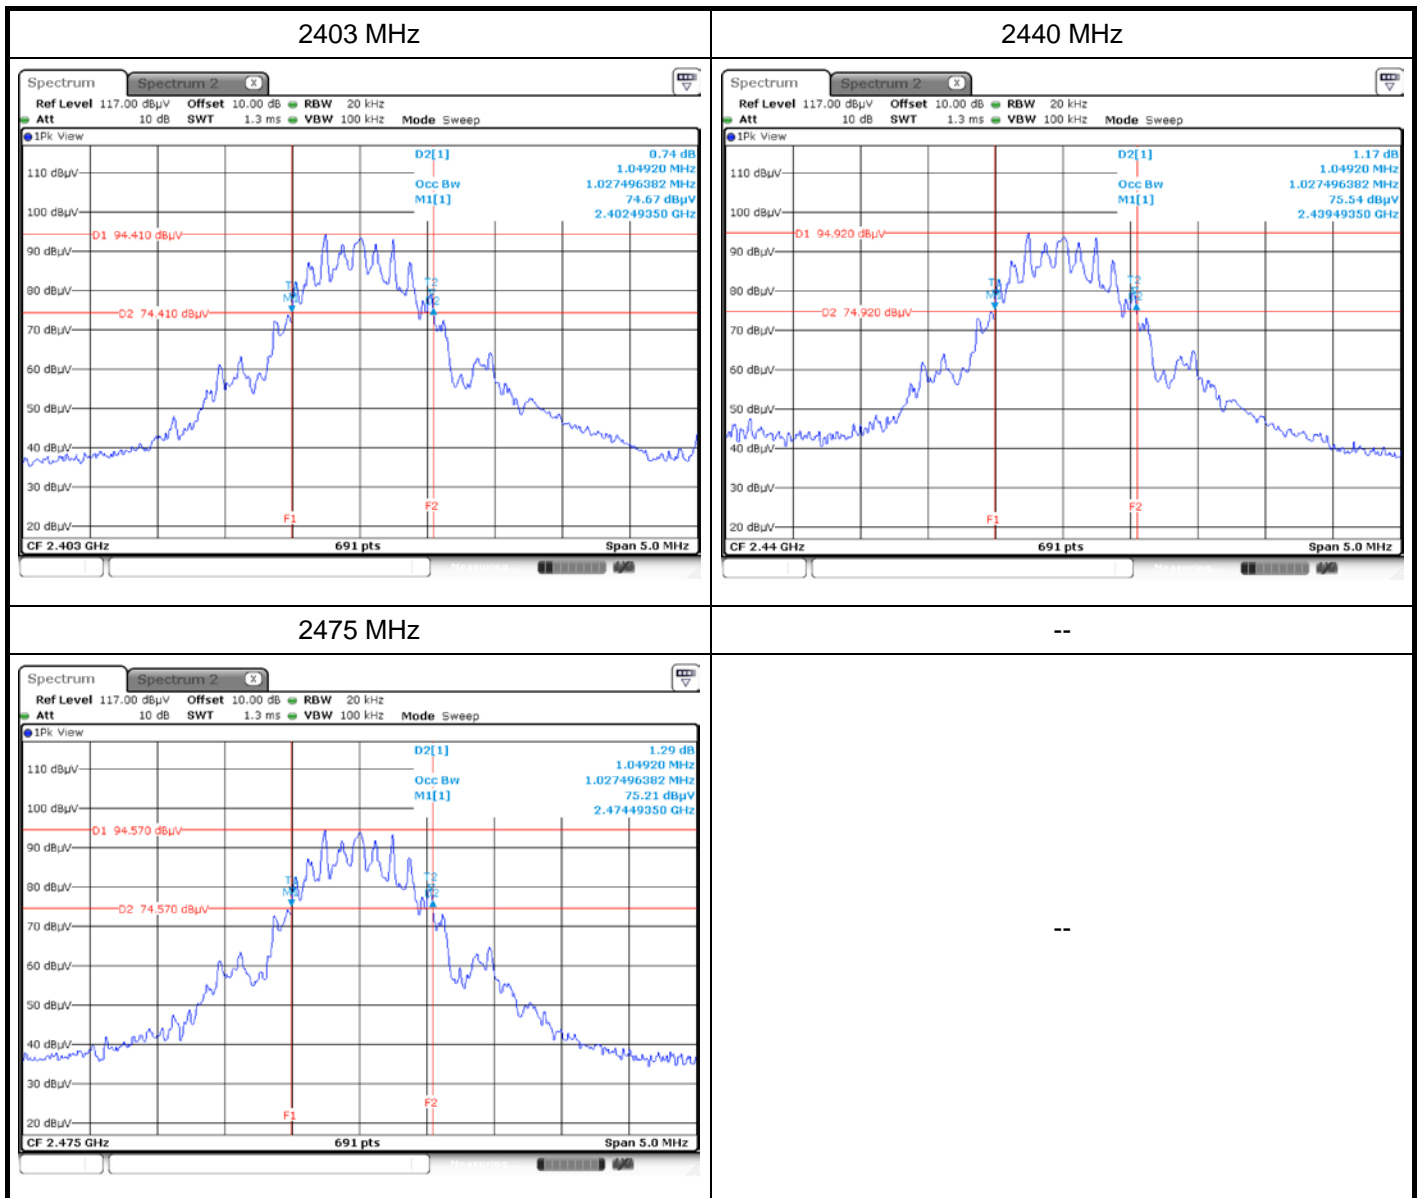 2403 MHz
2440 MHz
Spectrum Spectrum 2 X
Ref Level 117.00 dBµV Offset 10.00 dB RBW 20 kHz
Att 10 dB SWT 1.3 ms VBW 100 kHz Mode Sweep
1Pk View
D2[1] 0.74 dB
1.04920 MHz
Occ Bw 1.027496382 MHz
M1[1] 74.67 dBµV
2.40249350 GHz
110 dBµV
100 dBµV
D1 94.410 dBµV
90 dBµV
80 dBµV
D2 74.410 dBµV
70 dBµV
60 dBµV
50 dBµV
40 dBµV
30 dBµV
20 dBµV
F1
F2
CF 2.403 GHz 691 pts Span 5.0 MHz
Spectrum Spectrum 2 X
Ref Level 117.00 dBµV Offset 10.00 dB RBW 20 kHz
Att 10 dB SWT 1.3 ms VBW 100 kHz Mode Sweep
1Pk View
D2[1] 1.17 dB
1.04920 MHz
Occ Bw 1.027496382 MHz
M1[1] 75.54 dBµV
2.43949350 GHz
110 dBµV
100 dBµV
D1 94.920 dBµV
90 dBµV
80 dBµV
D2 74.920 dBµV
70 dBµV
60 dBµV
50 dBµV
40 dBµV
30 dBµV
20 dBµV
F1
F2
CF 2.44 GHz 691 pts Span 5.0 MHz
2475 MHz
--
Spectrum Spectrum 2 X
Ref Level 117.00 dBµV Offset 10.00 dB RBW 20 kHz
Att 10 dB SWT 1.3 ms VBW 100 kHz Mode Sweep
1Pk View
D2[1] 1.29 dB
1.04920 MHz
Occ Bw 1.027496382 MHz
M1[1] 75.21 dBµV
2.47449350 GHz
110 dBµV
100 dBµV
D1 94.570 dBµV
90 dBµV
80 dBµV
D2 74.570 dBµV
70 dBµV
60 dBµV
50 dBµV
40 dBµV
30 dBµV
20 dBµV
F1
F2
CF 2.475 GHz 691 pts Span 5.0 MHz
--